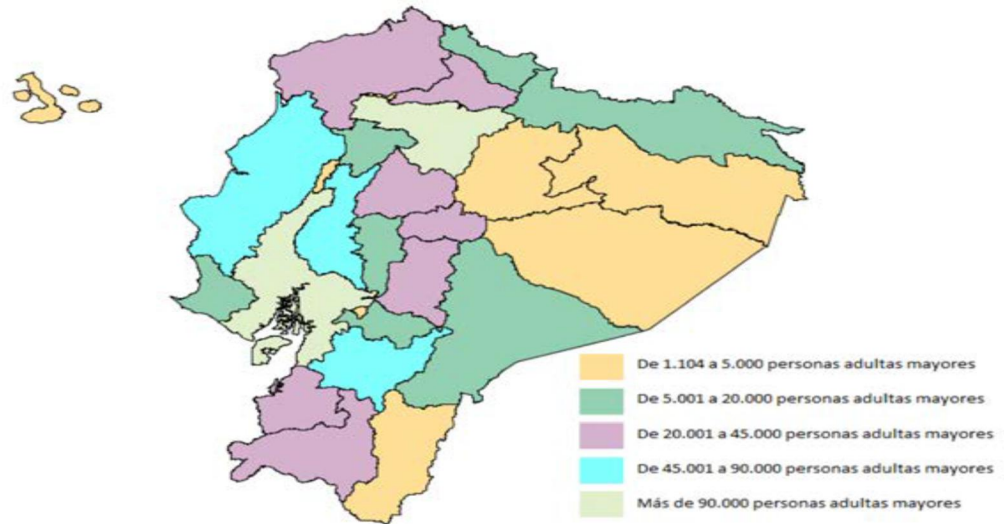 De 1.104 a 5.000 personas adultas mayores
De 5.001 a 20.000 personas adultas mayores
De 20.001 a 45.000 personas adultas mayores
De 45.001 a 90.000 personas adultas mayores
Más de 90.000 personas adultas mayores